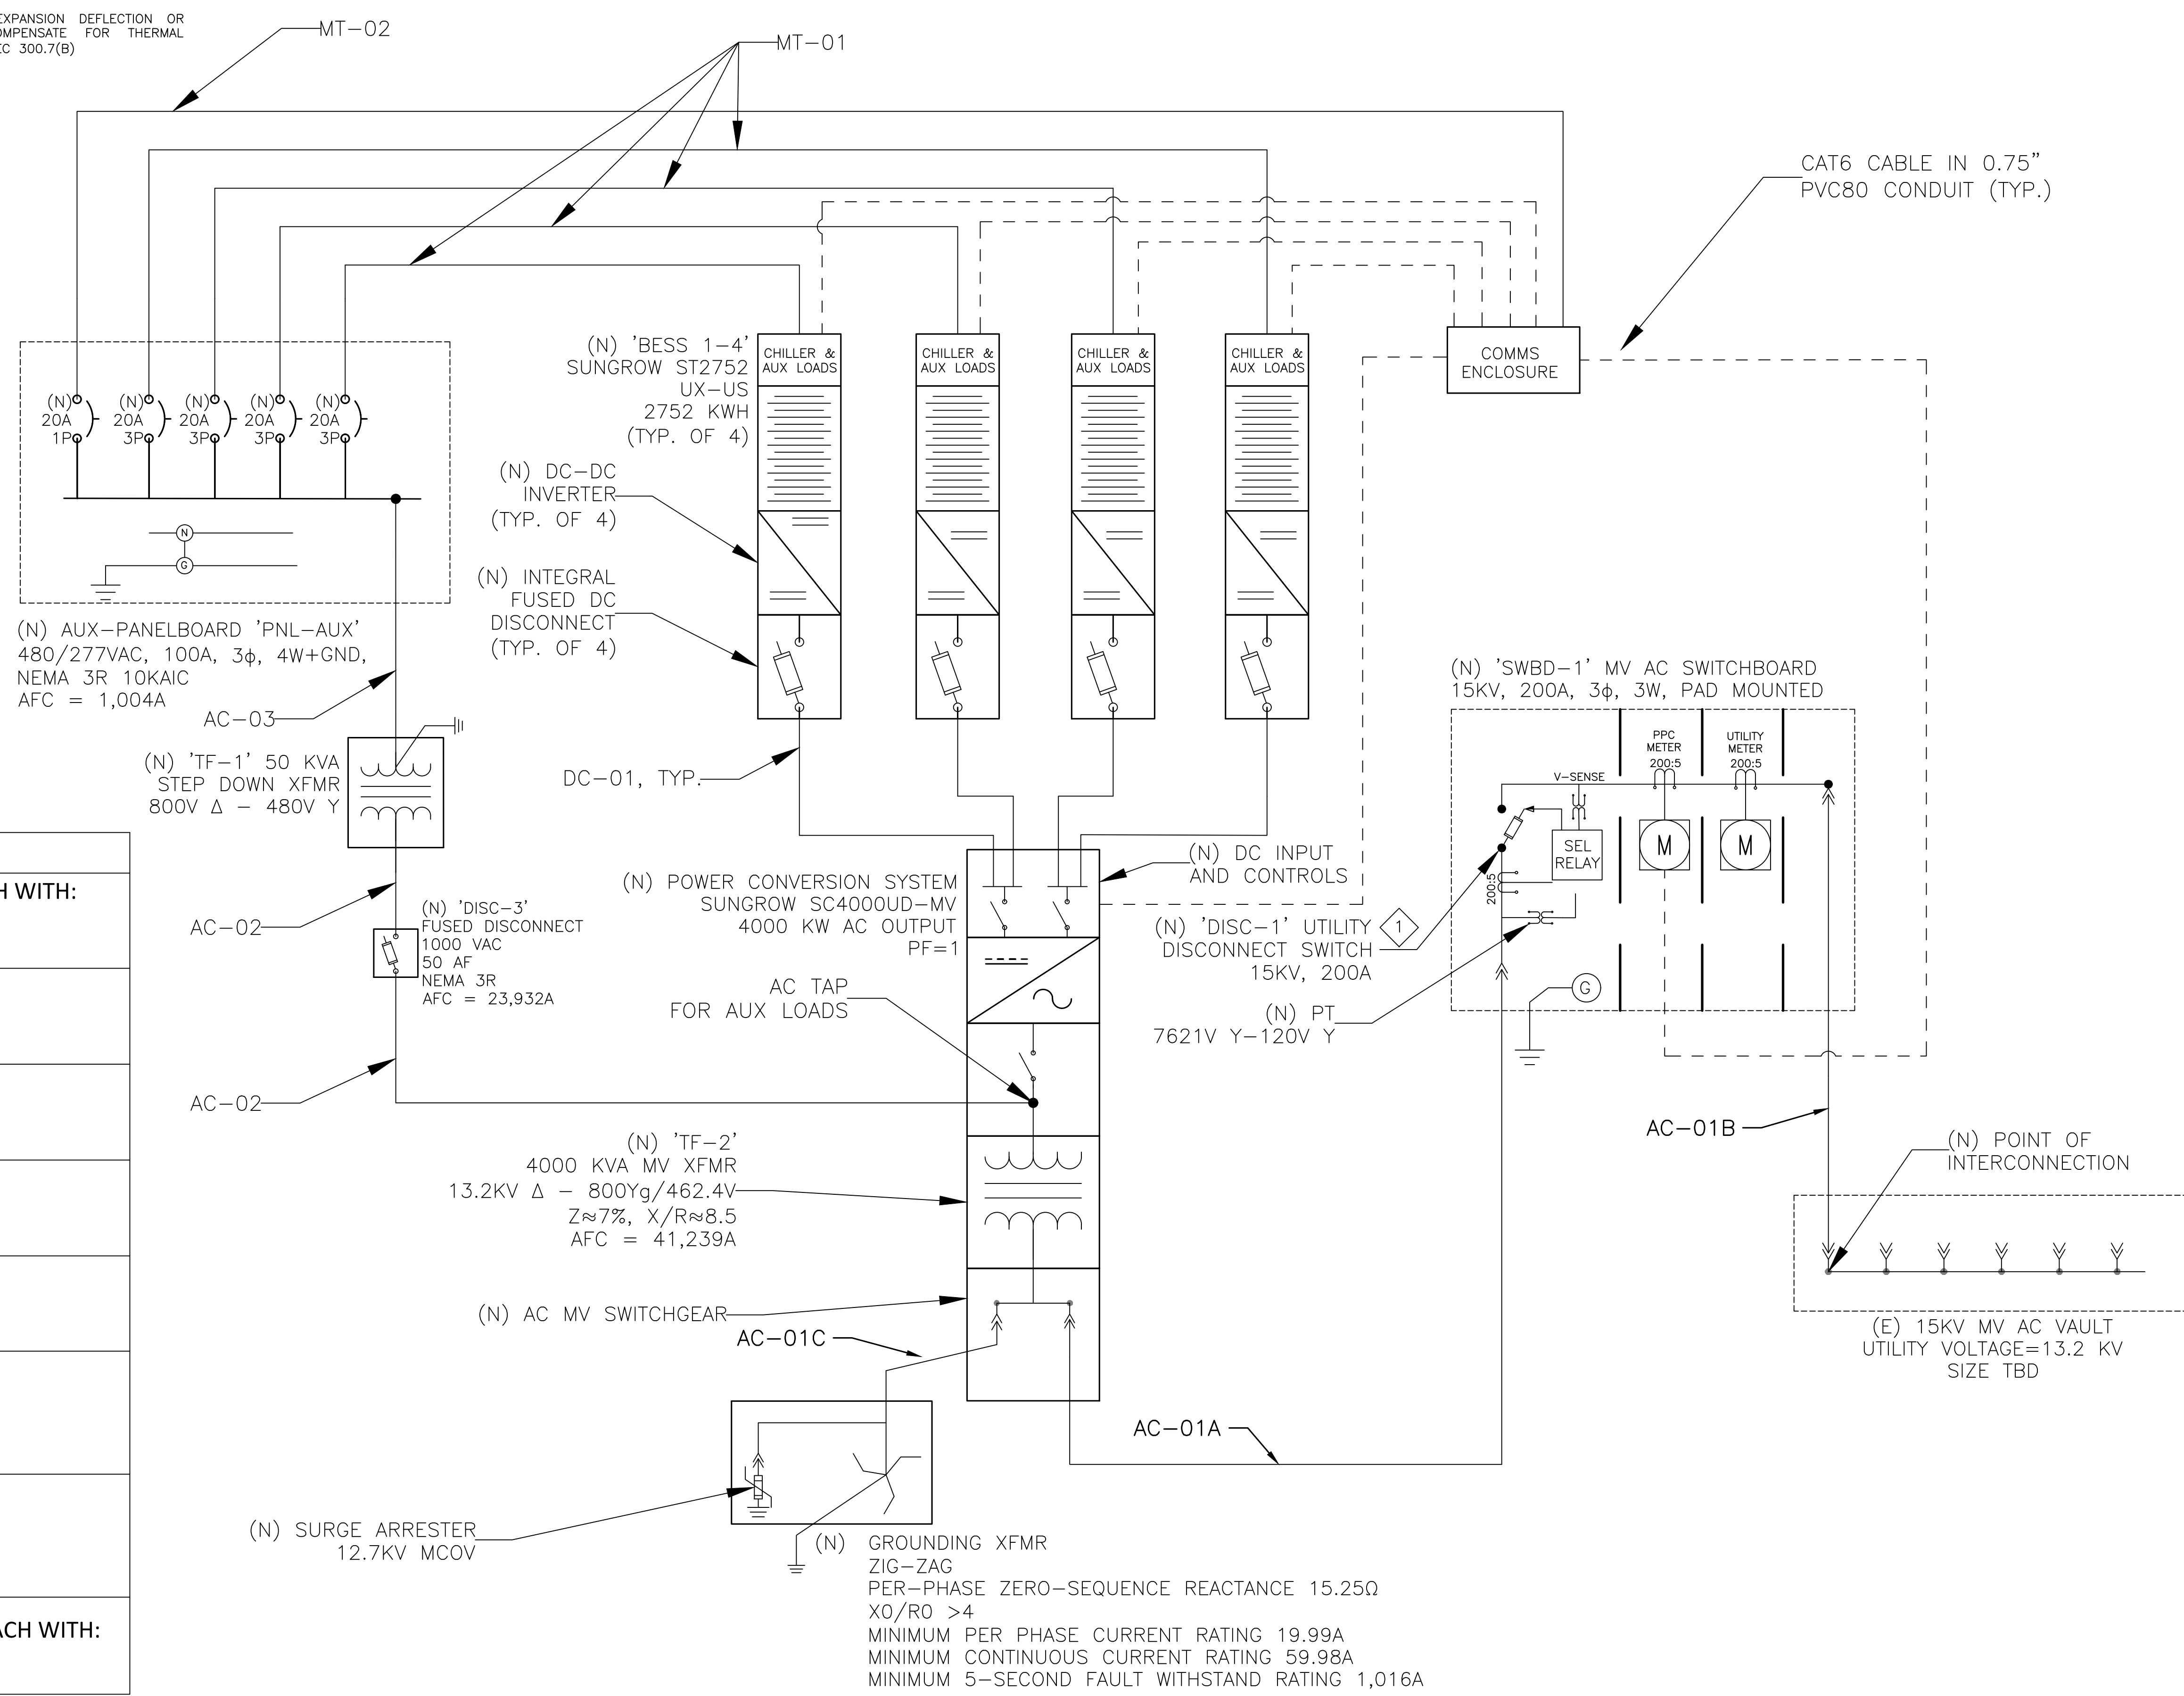 EXPANSION DEFLECTION OR
COMPENSATE FOR THERMAL
EC 300.7(B)
MT-02
MT-01
CAT6 CABLE IN 0.75"
PVC80 CONDUIT (TYP.)
(N)
20A
1P
(N)
20A
3P
(N)
20A
3P
(N)
20A
3P
(N)
20A
3P
N
G
(N) AUX-PANELBOARD 'PNL-AUX'
480/277VAC, 100A, 3ϕ, 4W+GND,
NEMA 3R 10KAIC
AFC = 1,004A
AC-03
(N) 'TF-1' 50 KVA
STEP DOWN XFMR
800V Δ - 480V Y
AC-02
(N) 'DISC-3'
FUSED DISCONNECT
1000 VAC
50 AF
NEMA 3R
AFC = 23,932A
AC-02
(N) 'BESS 1-4'
SUNGROW ST2752
UX-US
2752 KWH
(TYP. OF 4)
(N) DC-DC
INVERTER
(TYP. OF 4)
(N) INTEGRAL
FUSED DC
DISCONNECT
(TYP. OF 4)
CHILLER &
AUX LOADS
CHILLER &
AUX LOADS
CHILLER &
AUX LOADS
CHILLER &
AUX LOADS
COMMS
ENCLOSURE
DC-01, TYP.
(N) POWER CONVERSION SYSTEM
SUNGROW SC4000UD-MV
4000 KW AC OUTPUT
PF=1
(N) DC INPUT
AND CONTROLS
AC TAP
FOR AUX LOADS
(N) 'TF-2'
4000 KVA MV XFMR
13.2KV Δ - 800Yg/462.4V
Z≈7%, X/R≈8.5
AFC = 41,239A
(N) AC MV SWITCHGEAR
AC-01C
AC-01A
(N) SURGE ARRESTER
12.7KV MCOV
(N) GROUNDING XFMR
ZIG-ZAG
PER-PHASE ZERO-SEQUENCE REACTANCE 15.25Ω
X0/R0 >4
MINIMUM PER PHASE CURRENT RATING 19.99A
MINIMUM CONTINUOUS CURRENT RATING 59.98A
MINIMUM 5-SECOND FAULT WITHSTAND RATING 1,016A
(N) 'SWBD-1' MV AC SWITCHBOARD
15KV, 200A, 3ϕ, 3W, PAD MOUNTED
PPC
METER
200:5
UTILITY
METER
200:5
V-SENSE
SEL
RELAY
M
M
200:5
G
(N) 'DISC-1' UTILITY
DISCONNECT SWITCH
15KV, 200A
1
(N) PT
7621V Y-120V Y
AC-01B
(N) POINT OF
INTERCONNECTION
(E) 15KV MV AC VAULT
UTILITY VOLTAGE=13.2 KV
SIZE TBD
H WITH:
ACH WITH: